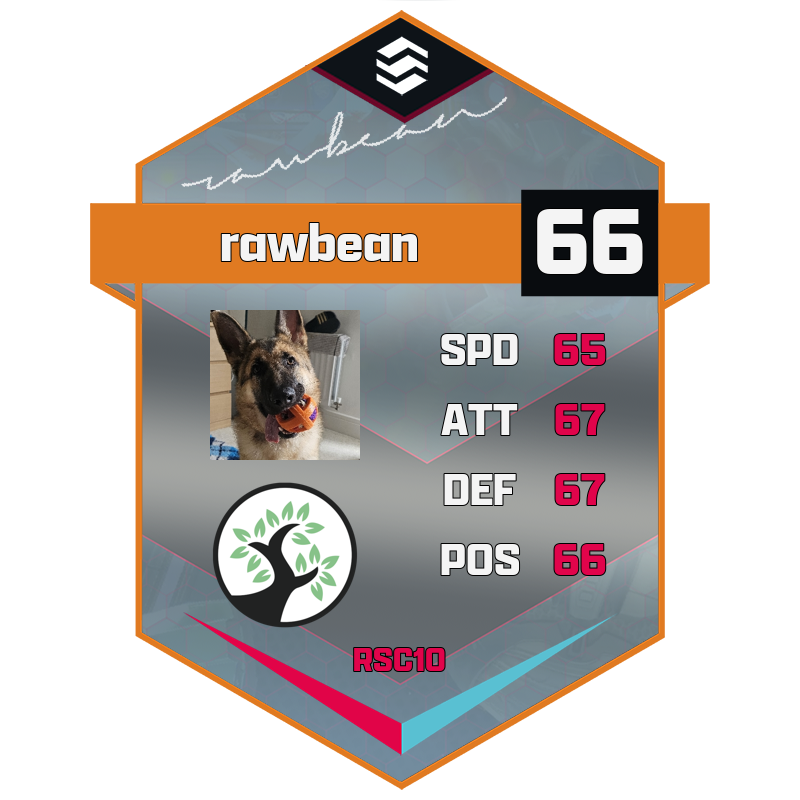 rawbean
rawbean 66
SPD 65
ATT 67
DEF 67
POS 66
RSC10